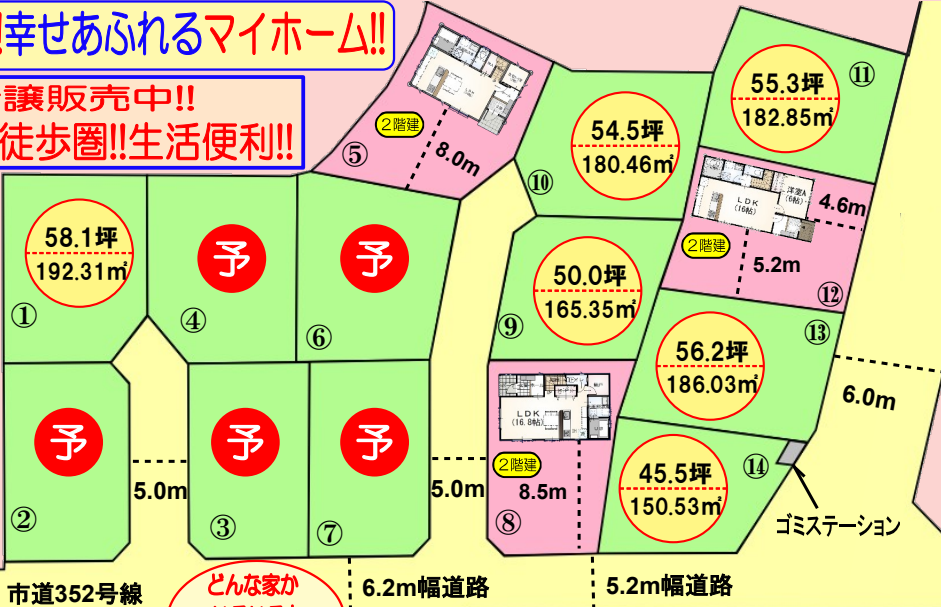 幸せあふれるマイホーム!!
譲販売中!!
徒歩圏!!生活便利!!
2階建
⑤
8.0m
54.5坪
180.46㎡
⑩
55.3坪
182.85㎡
⑪
58.1坪
192.31㎡
①
予
④
予
⑥
50.0坪
165.35㎡
⑨
LDK
(16帖)
洋室A
(6帖)
4.6m
2階建
5.2m
⑫
56.2坪
186.03㎡
⑬
6.0m
予
②
5.0m
予
③
予
⑦
5.0m
LDK
(16.8帖)
2階建
8.5m
⑧
45.5坪
150.53㎡
⑭
ゴミステーション
市道352号線
どんな家か
6.2m幅道路
5.2m幅道路